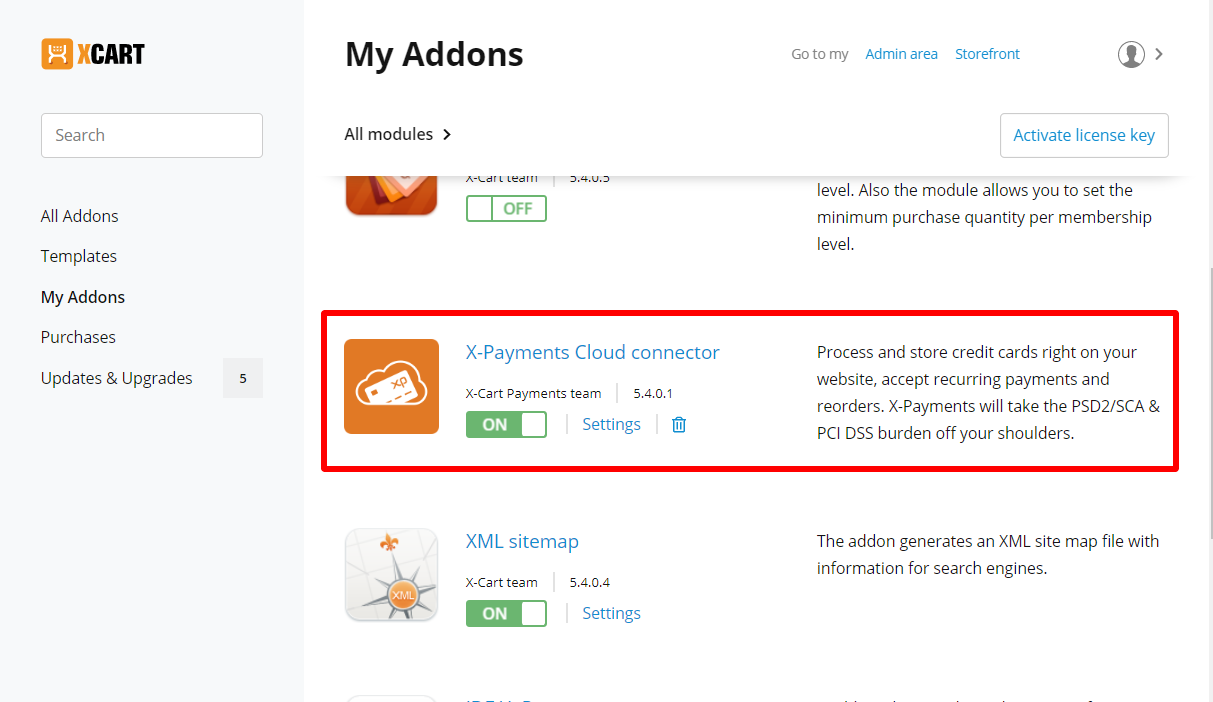 XCART
My Addons
Go to my Admin area Storefront
Search
All modules
Activate license key
All Addons
Templates
My Addons
Purchases
Updates & Upgrades 5
X-Cart team 5.4.0.5
OFF
level. Also the module allows you to set the
minimum purchase quantity per membership
level.
xp
X-Payments Cloud connector
X-Cart Payments team 5.4.0.1
ON Settings
Process and store credit cards right on your
website, accept recurring payments and
reorders. X-Payments will take the PSD2/SCA &
PCI DSS burden off your shoulders.
XML
XML sitemap
X-Cart team 5.4.0.4
ON Settings
The addon generates an XML site map file with
information for search engines.